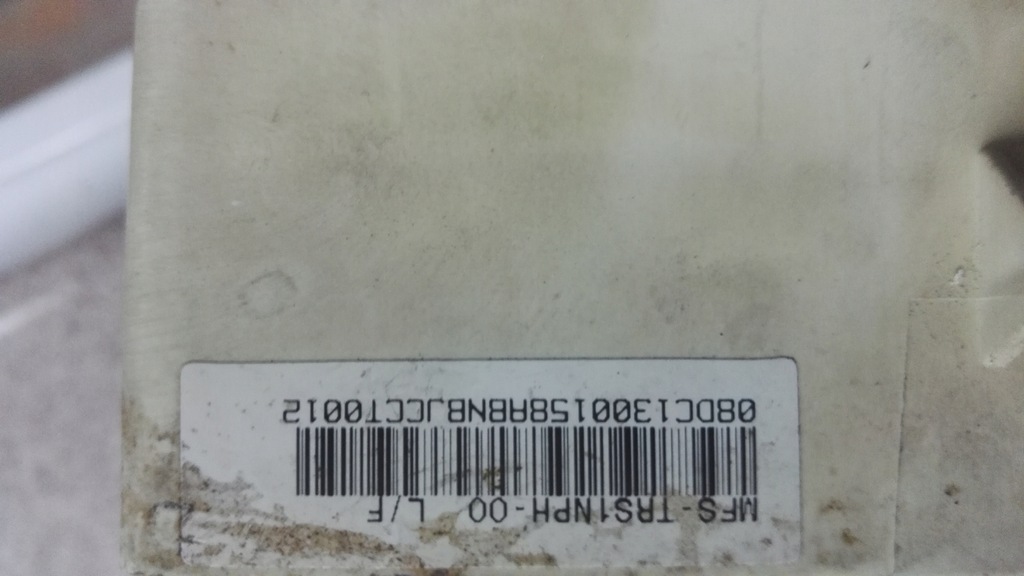 MFS-TRS1NPH-00 L/F
08DC1300158ABNBJCCT0012